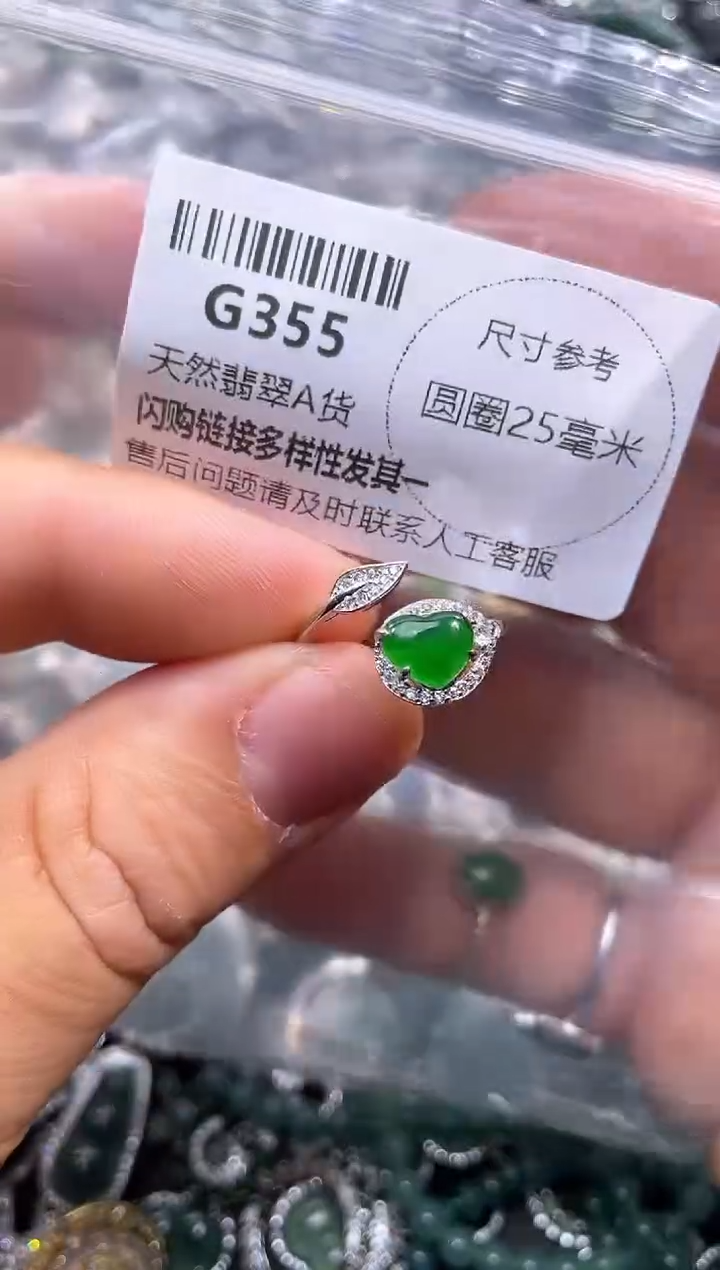 G355
天然翡翠A货
闪购链接多样性发其一
售后问题请及时联系人工客服
尺寸参考
圆圈25毫米